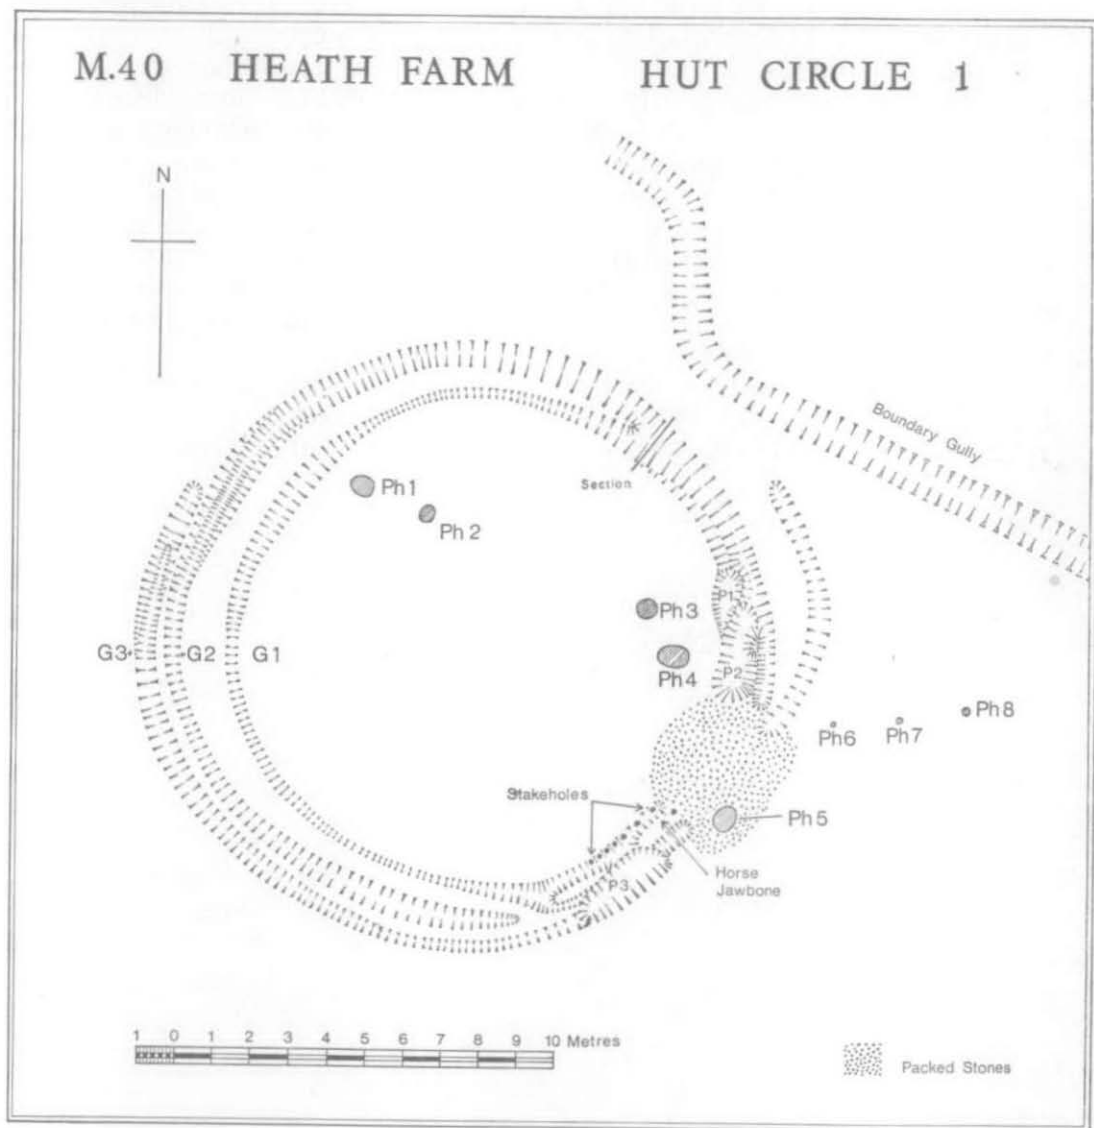 M.40 HEATH FARM HUT CIRCLE 1
N
Boundary Gully
Section
Ph1
Ph 2
P1
Ph3
G3 G2 G1
Ph4
P2
Ph6 Ph7 Ph8
Stakeholes
Ph5
P3
Horse
Jawbone
1 0 1 2 3 4 5 6 7 8 9 10 Metres
Packed Stones